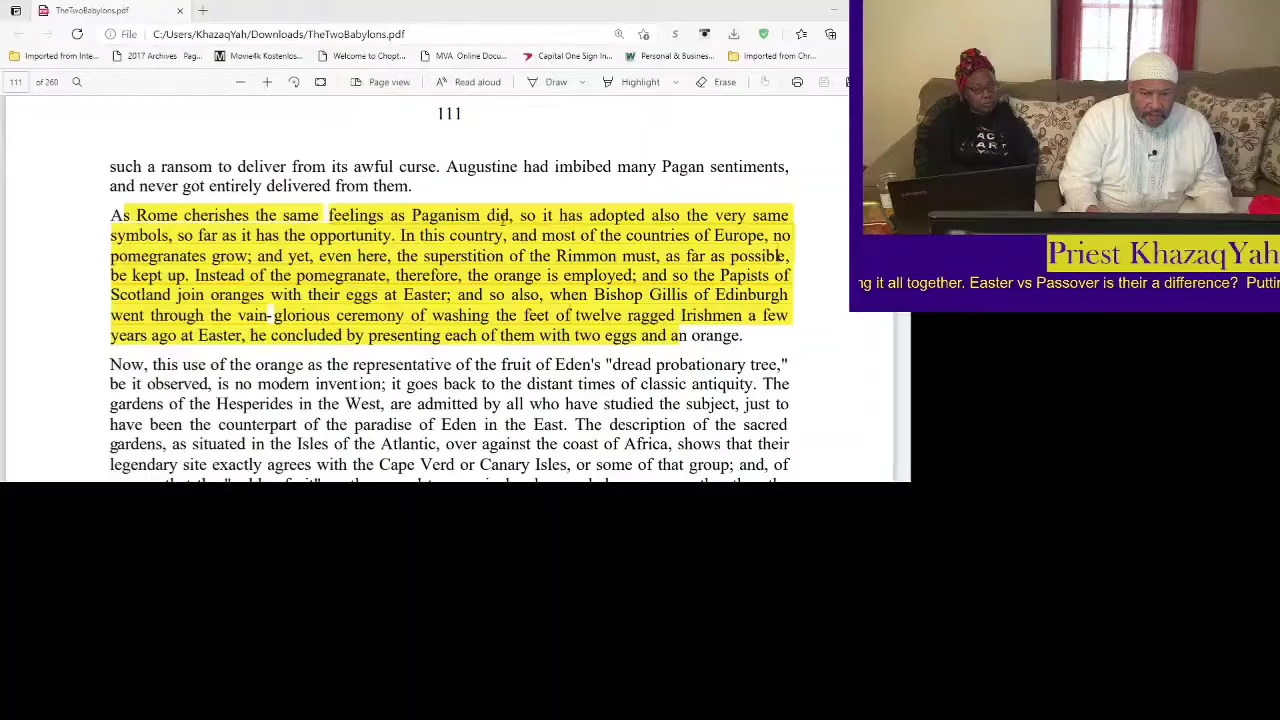 TheTwoBabylons.pdf
File
C:/Users/KhazaqYah/Downloads/TheTwoBabylons.pdf
Imported from Inte...
2017 Archives Pag...
Movie4k Kostenlos...
Welcome to Chopt...
MVA Online Docu...
Capital One Sign In...
Personal & Business...
Imported from Chr...
111 of 260
Page view
Read aloud
Draw
Highlight
Erase
111
such a ransom to deliver from its awful curse. Augustine had imbibed many Pagan sentiments,
and never got entirely delivered from them.
As Rome cherishes the same feelings as Paganism did, so it has adopted also the very same
symbols, so far as it has the opportunity. In this country, and most of the countries of Europe, no
pomegranates grow; and yet, even here, the superstition of the Rimmon must, as far as possible,
be kept up. Instead of the pomegranate, therefore, the orange is employed; and so the Papists of
Scotland join oranges with their eggs at Easter; and so also, when Bishop Gillis of Edinburgh
went through the vain-glorious ceremony of washing the feet of twelve ragged Irishmen a few
years ago at Easter, he concluded by presenting each of them with two eggs and an orange.
Now, this use of the orange as the representative of the fruit of Eden's "dread probationary tree,"
be it observed, is no modern invention; it goes back to the distant times of classic antiquity. The
gardens of the Hesperides in the West, are admitted by all who have studied the subject, just to
have been the counterpart of the paradise of Eden in the East. The description of the sacred
gardens, as situated in the Isles of the Atlantic, over against the coast of Africa, shows that their
legendary site exactly agrees with the Cape Verd or Canary Isles, or some of that group; and, of
lenovo
Priest KhazaqYah
ng it all together. Easter vs Passover is their a difference? Puttin